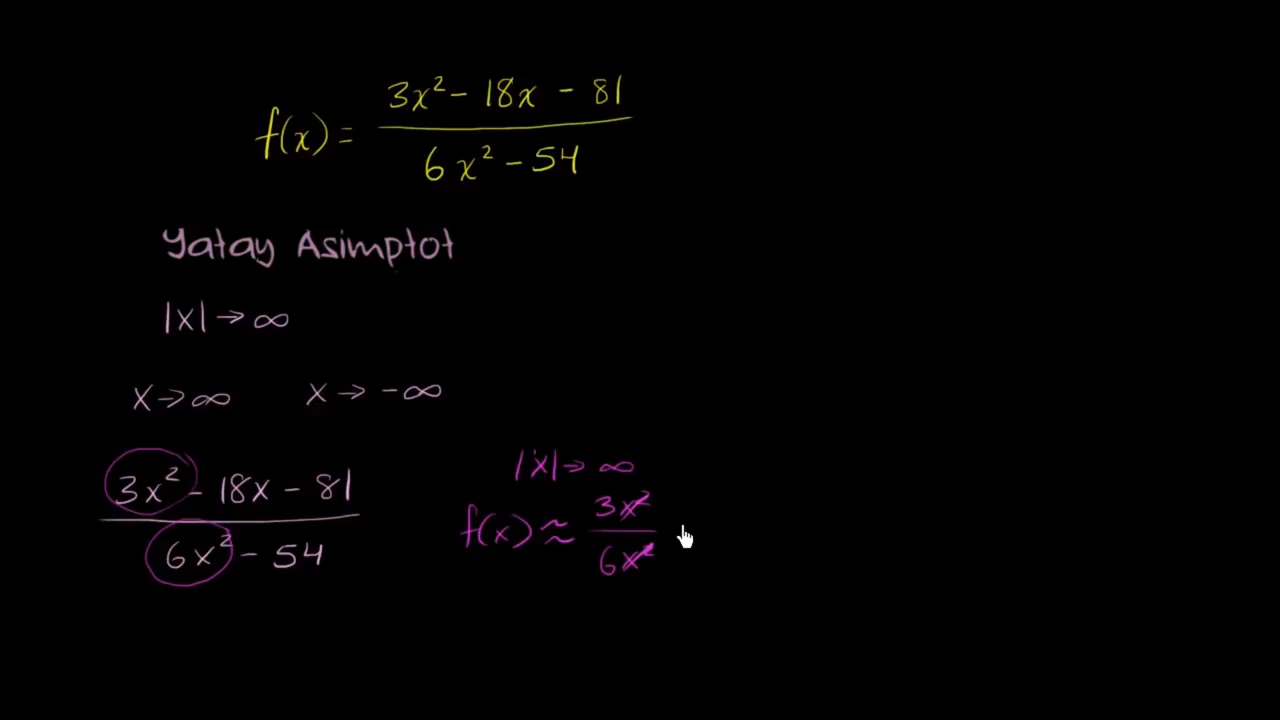 f(x) = (3x² - 18x - 81) / (6x² - 54)
Yatay Asimptot
|x| → ∞
x → ∞    x → -∞
(3x² - 18x - 81) / (6x² - 54)
|x| → ∞
f(x) ≈ 3x² / 6x²